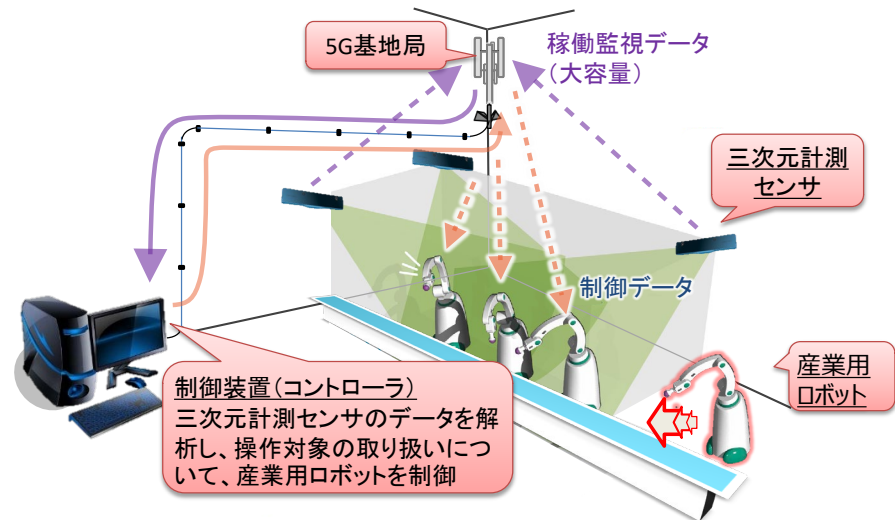 5G基地局
稼働監視データ
（大容量）
三次元計測
センサ
制御データ
産業用
ロボット
制御装置（コントローラ）
三次元計測センサのデータを解
析し、操作対象の取り扱いにつ
いて、産業用ロボットを制御